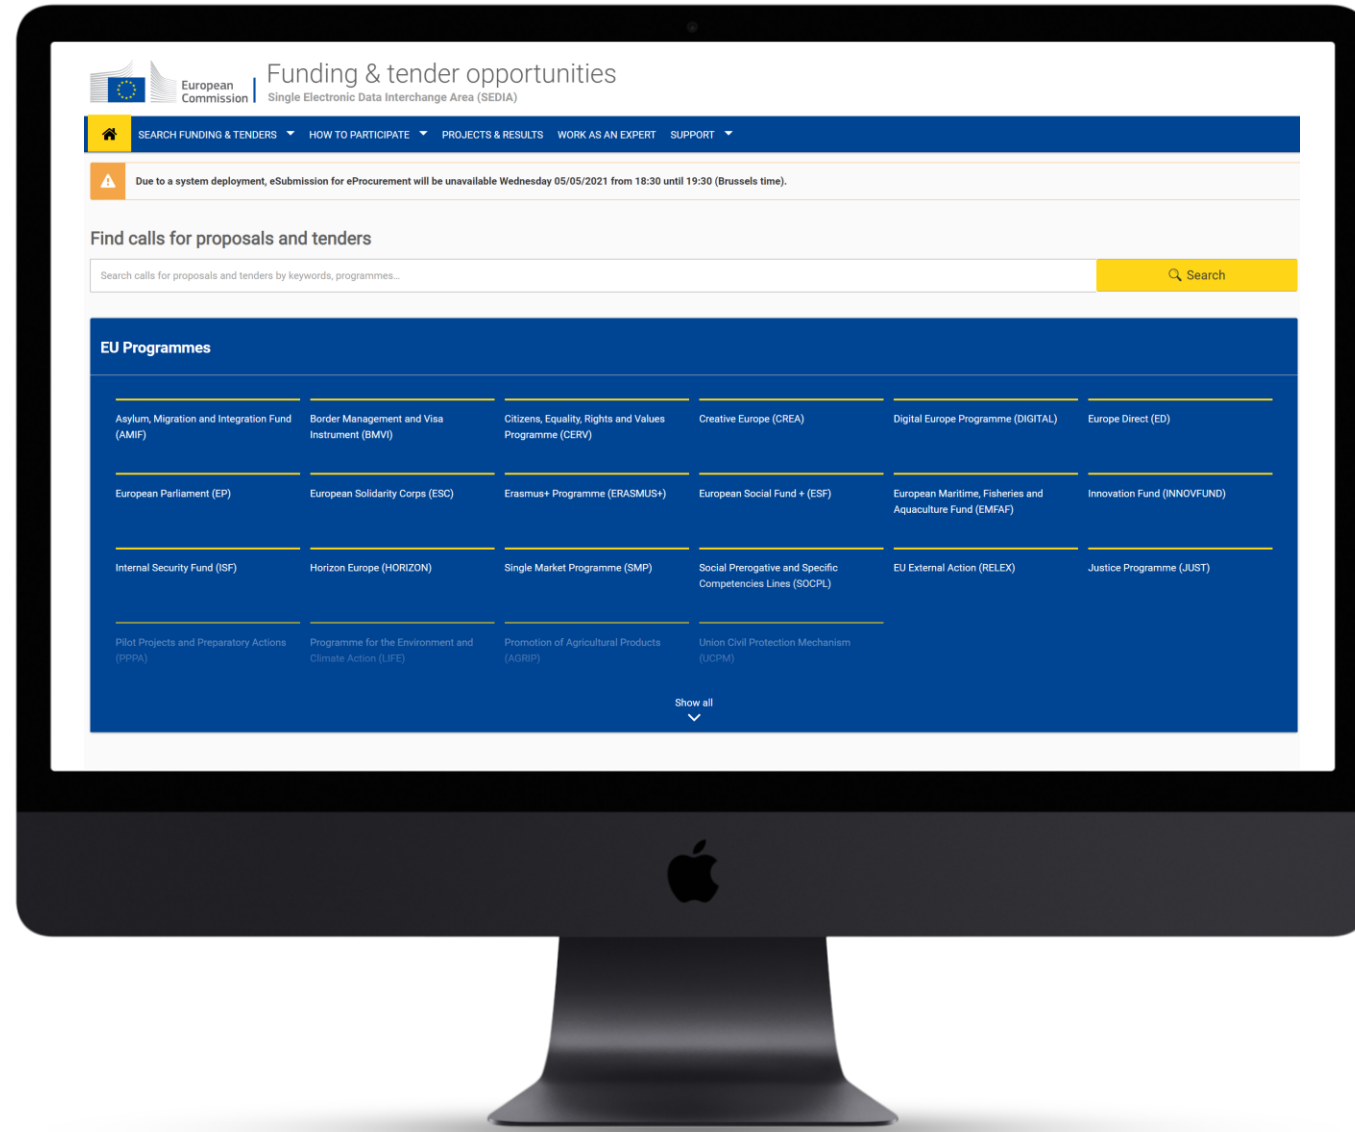 European
Commission
Funding & tender opportunities
Single Electronic Data Interchange Area (SEDIA)
SEARCH FUNDING & TENDERS HOW TO PARTICIPATE PROJECTS & RESULTS WORK AS AN EXPERT SUPPORT
Due to a system deployment, eSubmission for eProcurement will be unavailable Wednesday 05/05/2021 from 18:30 until 19:30 (Brussels time).
Find calls for proposals and tenders
Search calls for proposals and tenders by keywords, programmes...
Search
EU Programmes
Asylum, Migration and Integration Fund
(AMIF)
Border Management and Visa
Instrument (BMVI)
Citizens, Equality, Rights and Values
Programme (CERV)
Creative Europe (CREA)
Digital Europe Programme (DIGITAL)
Europe Direct (ED)
European Parliament (EP)
European Solidarity Corps (ESC)
Erasmus+ Programme (ERASMUS+)
European Social Fund + (ESF)
European Maritime, Fisheries and
Aquaculture Fund (EMFAF)
Innovation Fund (INNOVFUND)
Internal Security Fund (ISF)
Horizon Europe (HORIZON)
Single Market Programme (SMP)
Social Prerogative and Specific
Competencies Lines (SOCPL)
EU External Action (RELEX)
Justice Programme (JUST)
Pilot Projects and Preparatory Actions
(PPPA)
Programme for the Environment and
Climate Action (LIFE)
Promotion of Agricultural Products
(AGRIP)
Union Civil Protection Mechanism
(UCPM)
Show all